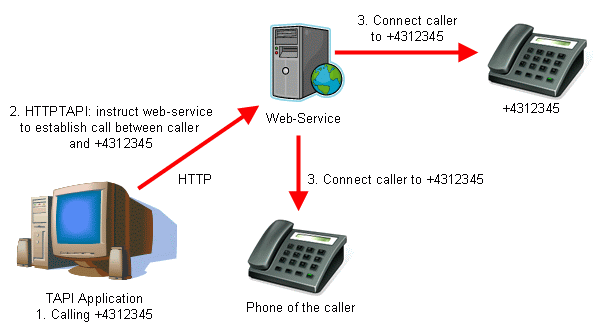 3. Connect caller
to +4312345
+4312345
2. HTTPTAPI: instruct web-service
to establish call between caller
and +4312345
Web-Service
HTTP
3. Connect caller to +4312345
TAPI Application
1. Calling +4312345
Phone of the caller